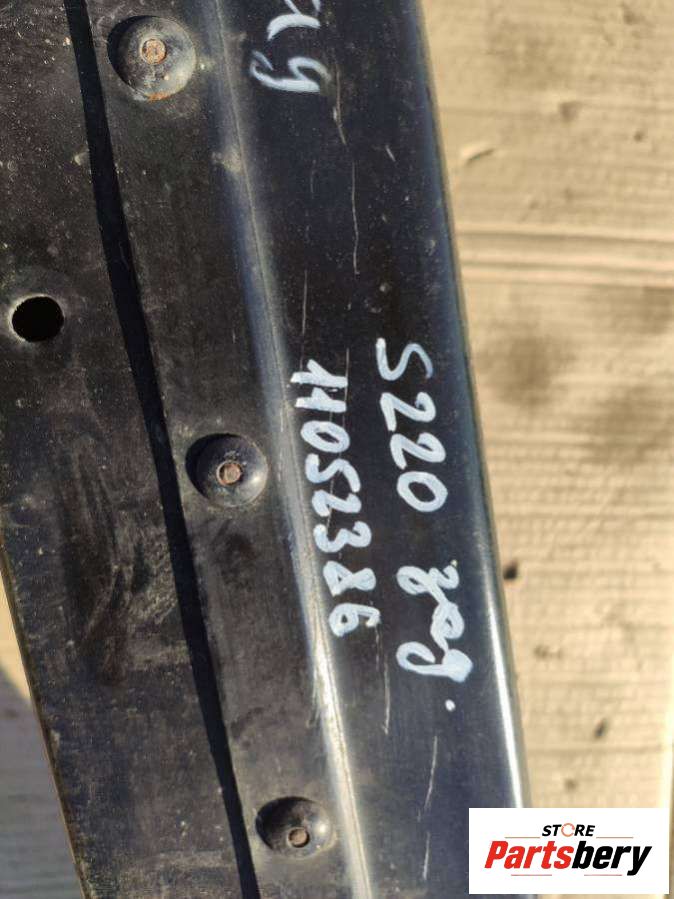 S220 зад.
11052386
STORE
Partsbery